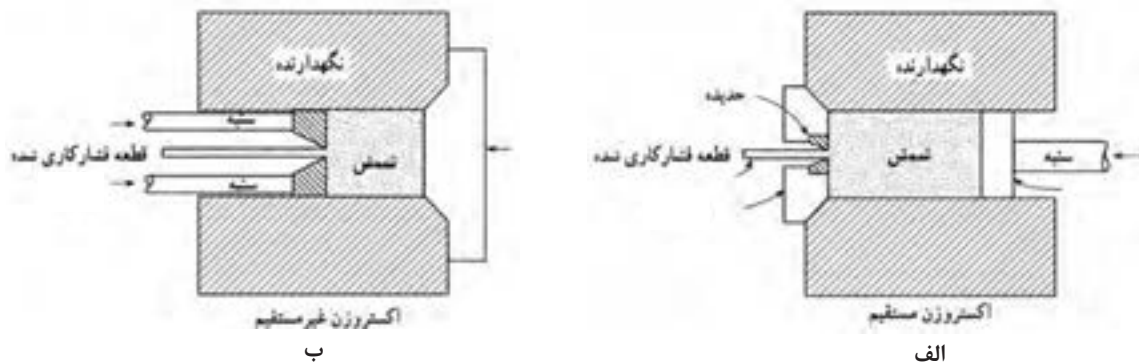 نگهدارنده
حدیده
شمش
سنبه
قطعه فشارکاری شده
اکستروژن مستقیم
الف
نگهدارنده
سنبه
قطعه فشارکاری شده
شمش
سنبه
اکستروژن غیرمستقیم
ب